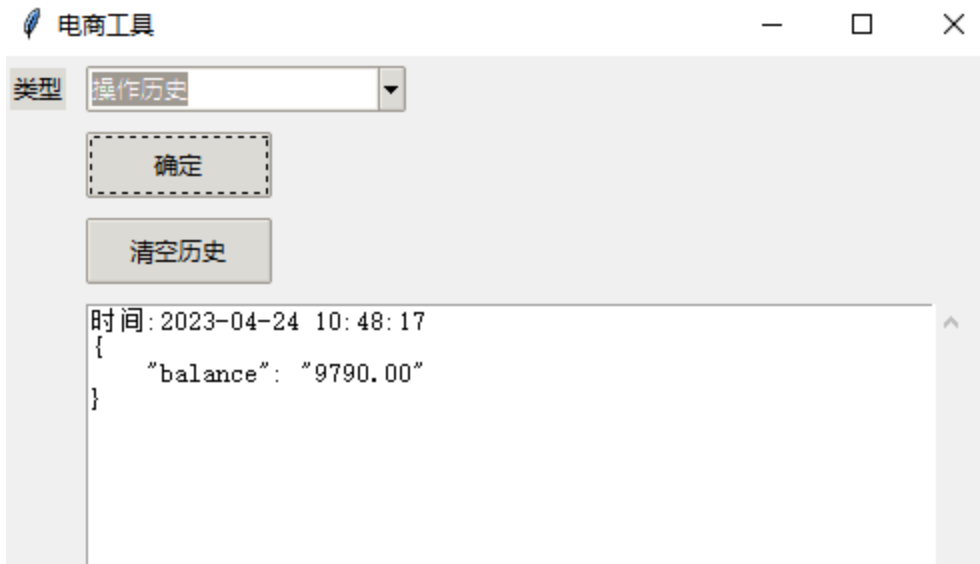 电商工具
类型 操作历史
确定
清空历史
时间:2023-04-24 10:48:17
{
    "balance": "9790.00"
}